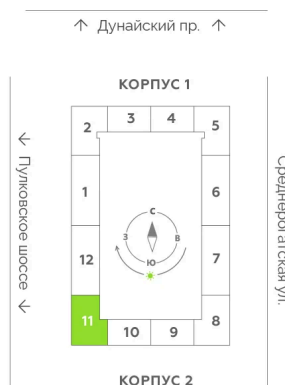 ↑ Дунайский пр. ↑
КОРПУС 1
2 3 4 5
1 6
12 7
11 10 9 8
С
З В
Ю
← Пулковское шоссе →
Среднерогатская ул.
КОРПУС 2